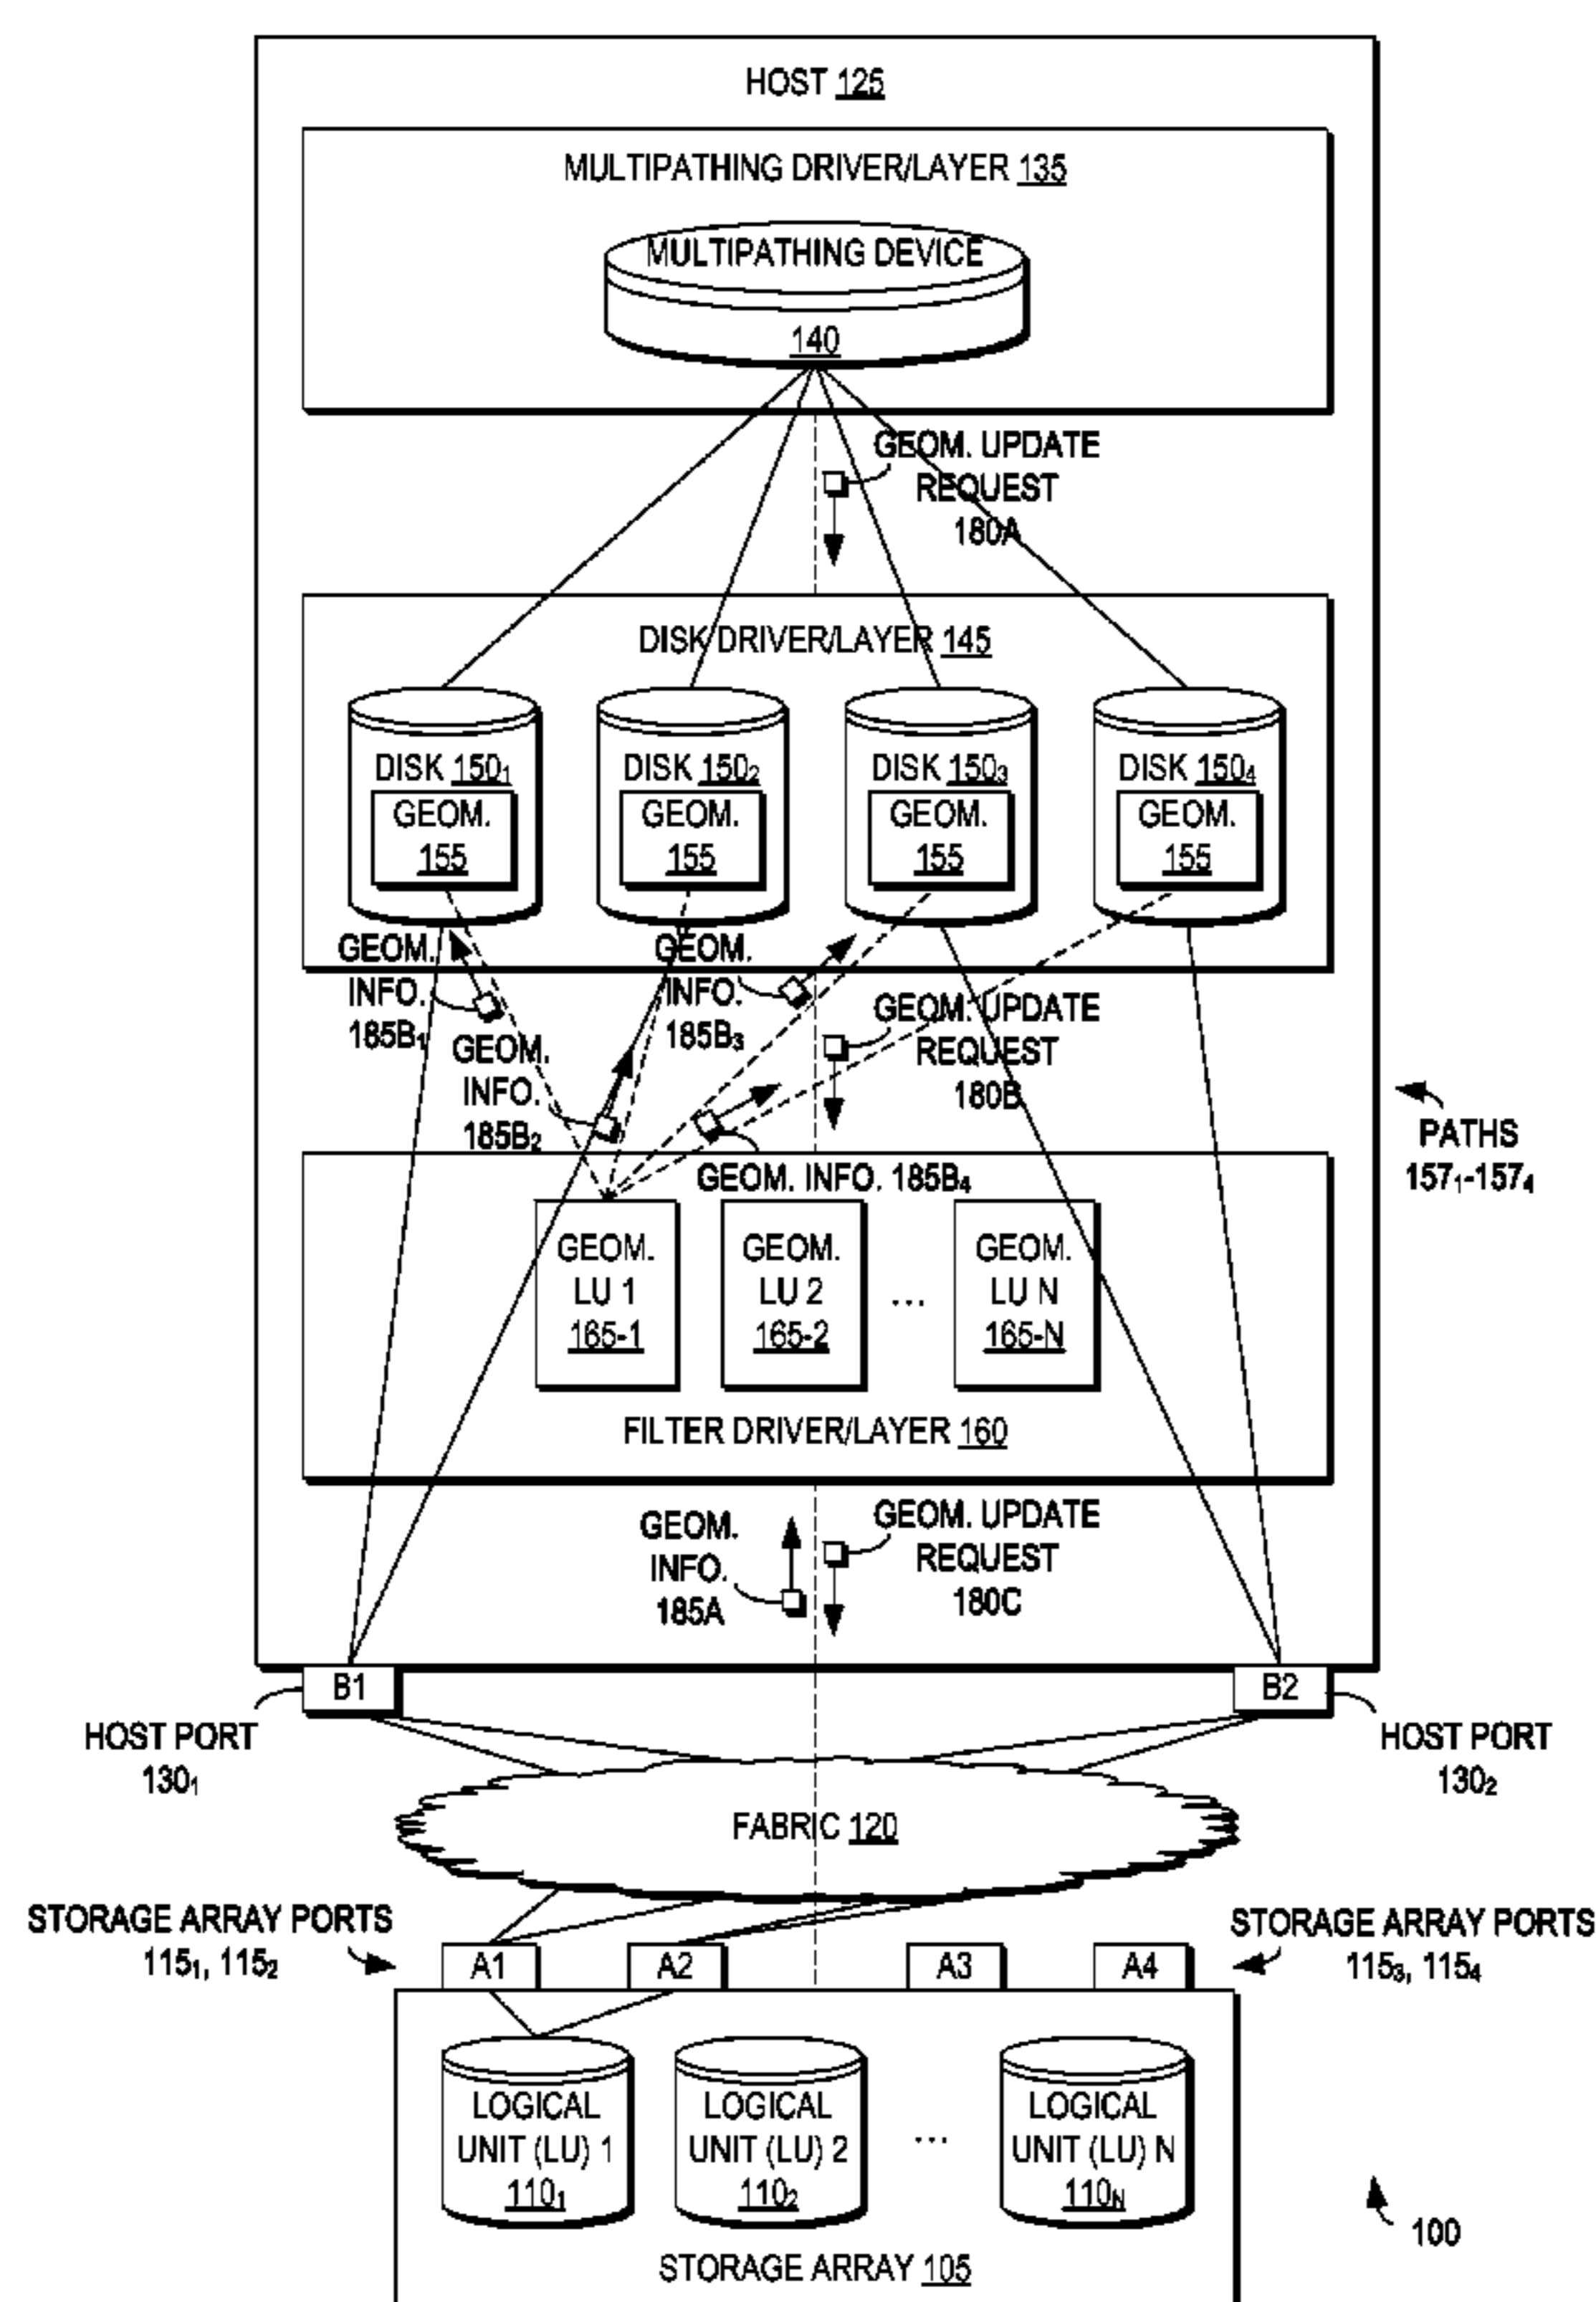 HOST 125
MULTIPATHING DRIVER/LAYER 135
MULTIPATHING DEVICE
140
GEOM. UPDATE
REQUEST
180A
DISK DRIVER/LAYER 145
DISK 150₁
GEOM.
155
DISK 150₂
GEOM.
155
DISK 150₃
GEOM.
155
DISK 150₄
GEOM.
155
GEOM.
INFO.
185B₁
GEOM.
INFO.
185B₂
GEOM.
INFO.
185B₃
GEOM. UPDATE
REQUEST
180B
PATHS
157₁-157₄
GEOM. INFO. 185B₄
GEOM.
LU 1
165-1
GEOM.
LU 2
165-2
...
GEOM.
LU N
165-N
FILTER DRIVER/LAYER 160
GEOM.
INFO.
185A
GEOM. UPDATE
REQUEST
180C
B1
B2
HOST PORT
130₁
HOST PORT
130₂
FABRIC 120
STORAGE ARRAY PORTS
115₁, 115₂
STORAGE ARRAY PORTS
115₃, 115₄
A1
A2
A3
A4
LOGICAL
UNIT (LU) 1
110₁
LOGICAL
UNIT (LU) 2
110₂
...
LOGICAL
UNIT (LU) N
110N
100
STORAGE ARRAY 105